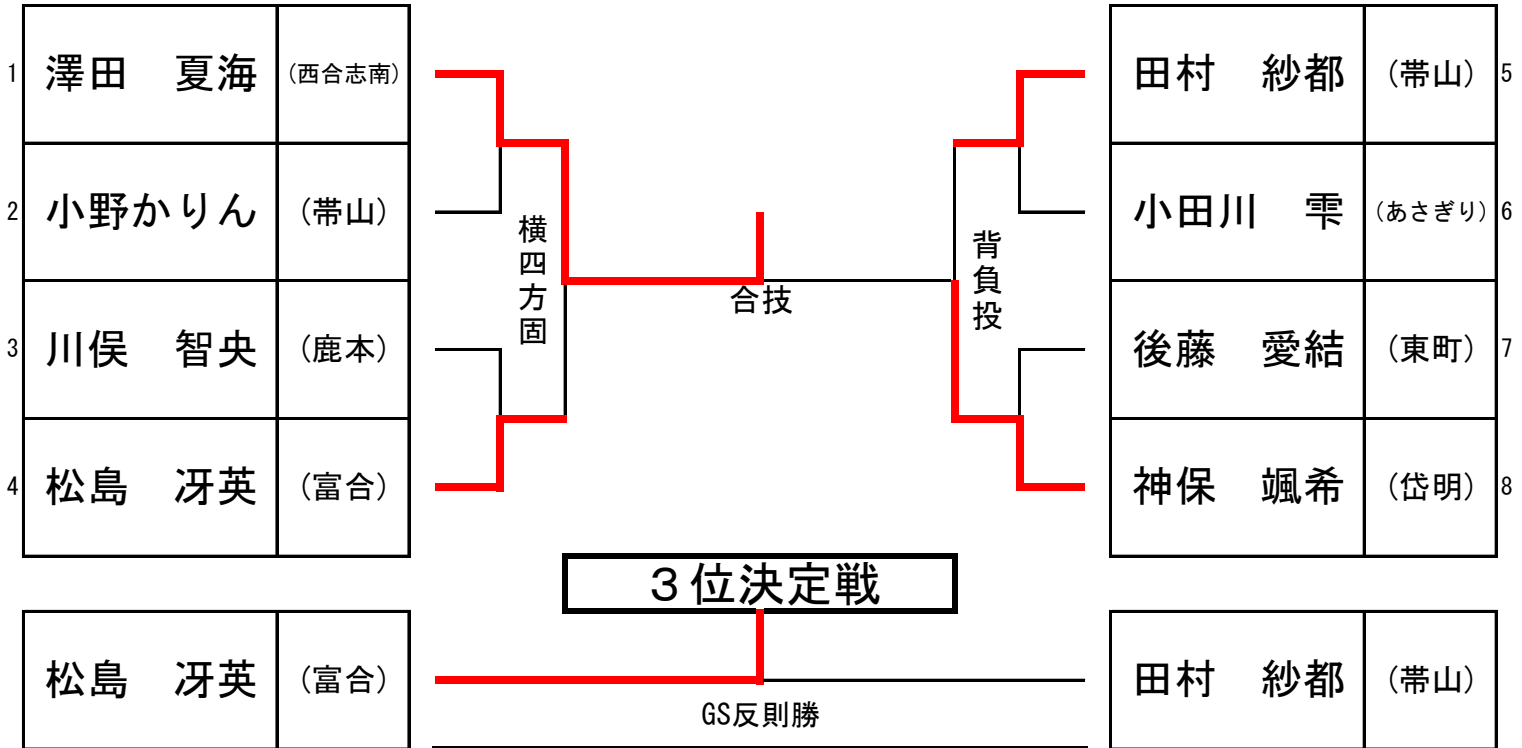 1 澤田　夏海 (西合志南)
2 小野かりん (帯山)
3 川俣　智央 (鹿本)
4 松島　冴英 (富合)
横四方固
合技
背負投
田村　紗都 (帯山) 5
小田川　雫 (あさぎり) 6
後藤　愛結 (東町) 7
神保　颯希 (岱明) 8
３位決定戦
松島　冴英 (富合)
GS反則勝
田村　紗都 (帯山)